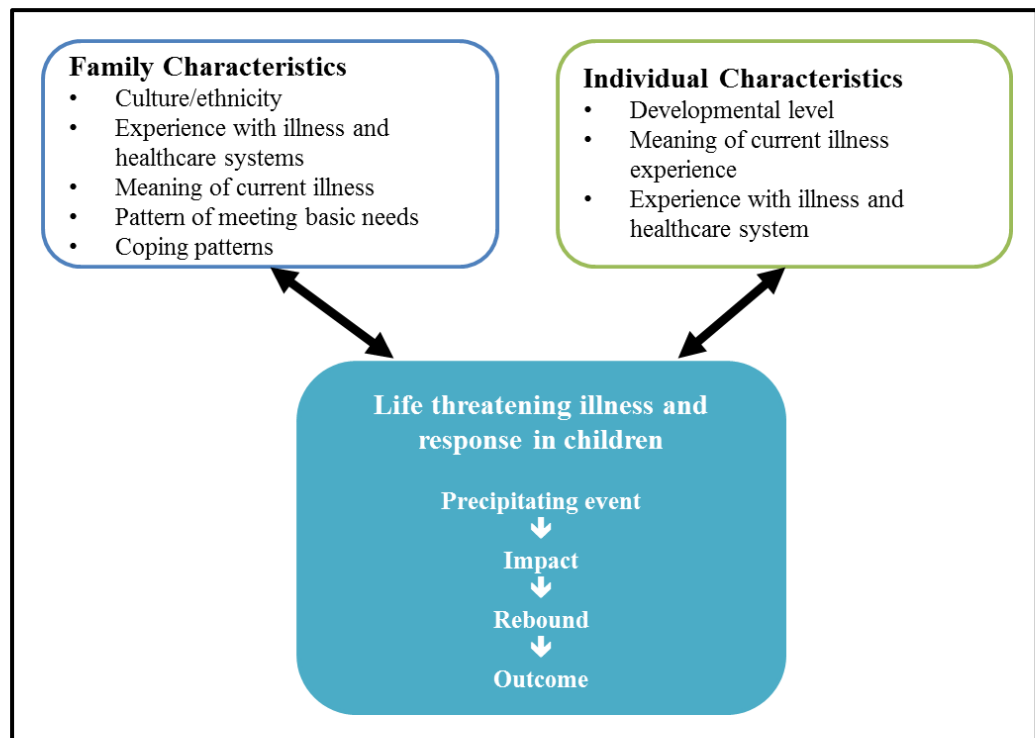 Family Characteristics
• Culture/ethnicity
• Experience with illness and
healthcare systems
• Meaning of current illness
• Pattern of meeting basic needs
• Coping patterns
Individual Characteristics
• Developmental level
• Meaning of current illness
experience
• Experience with illness and
healthcare system
Life threatening illness and
response in children
Precipitating event
Impact
Rebound
Outcome